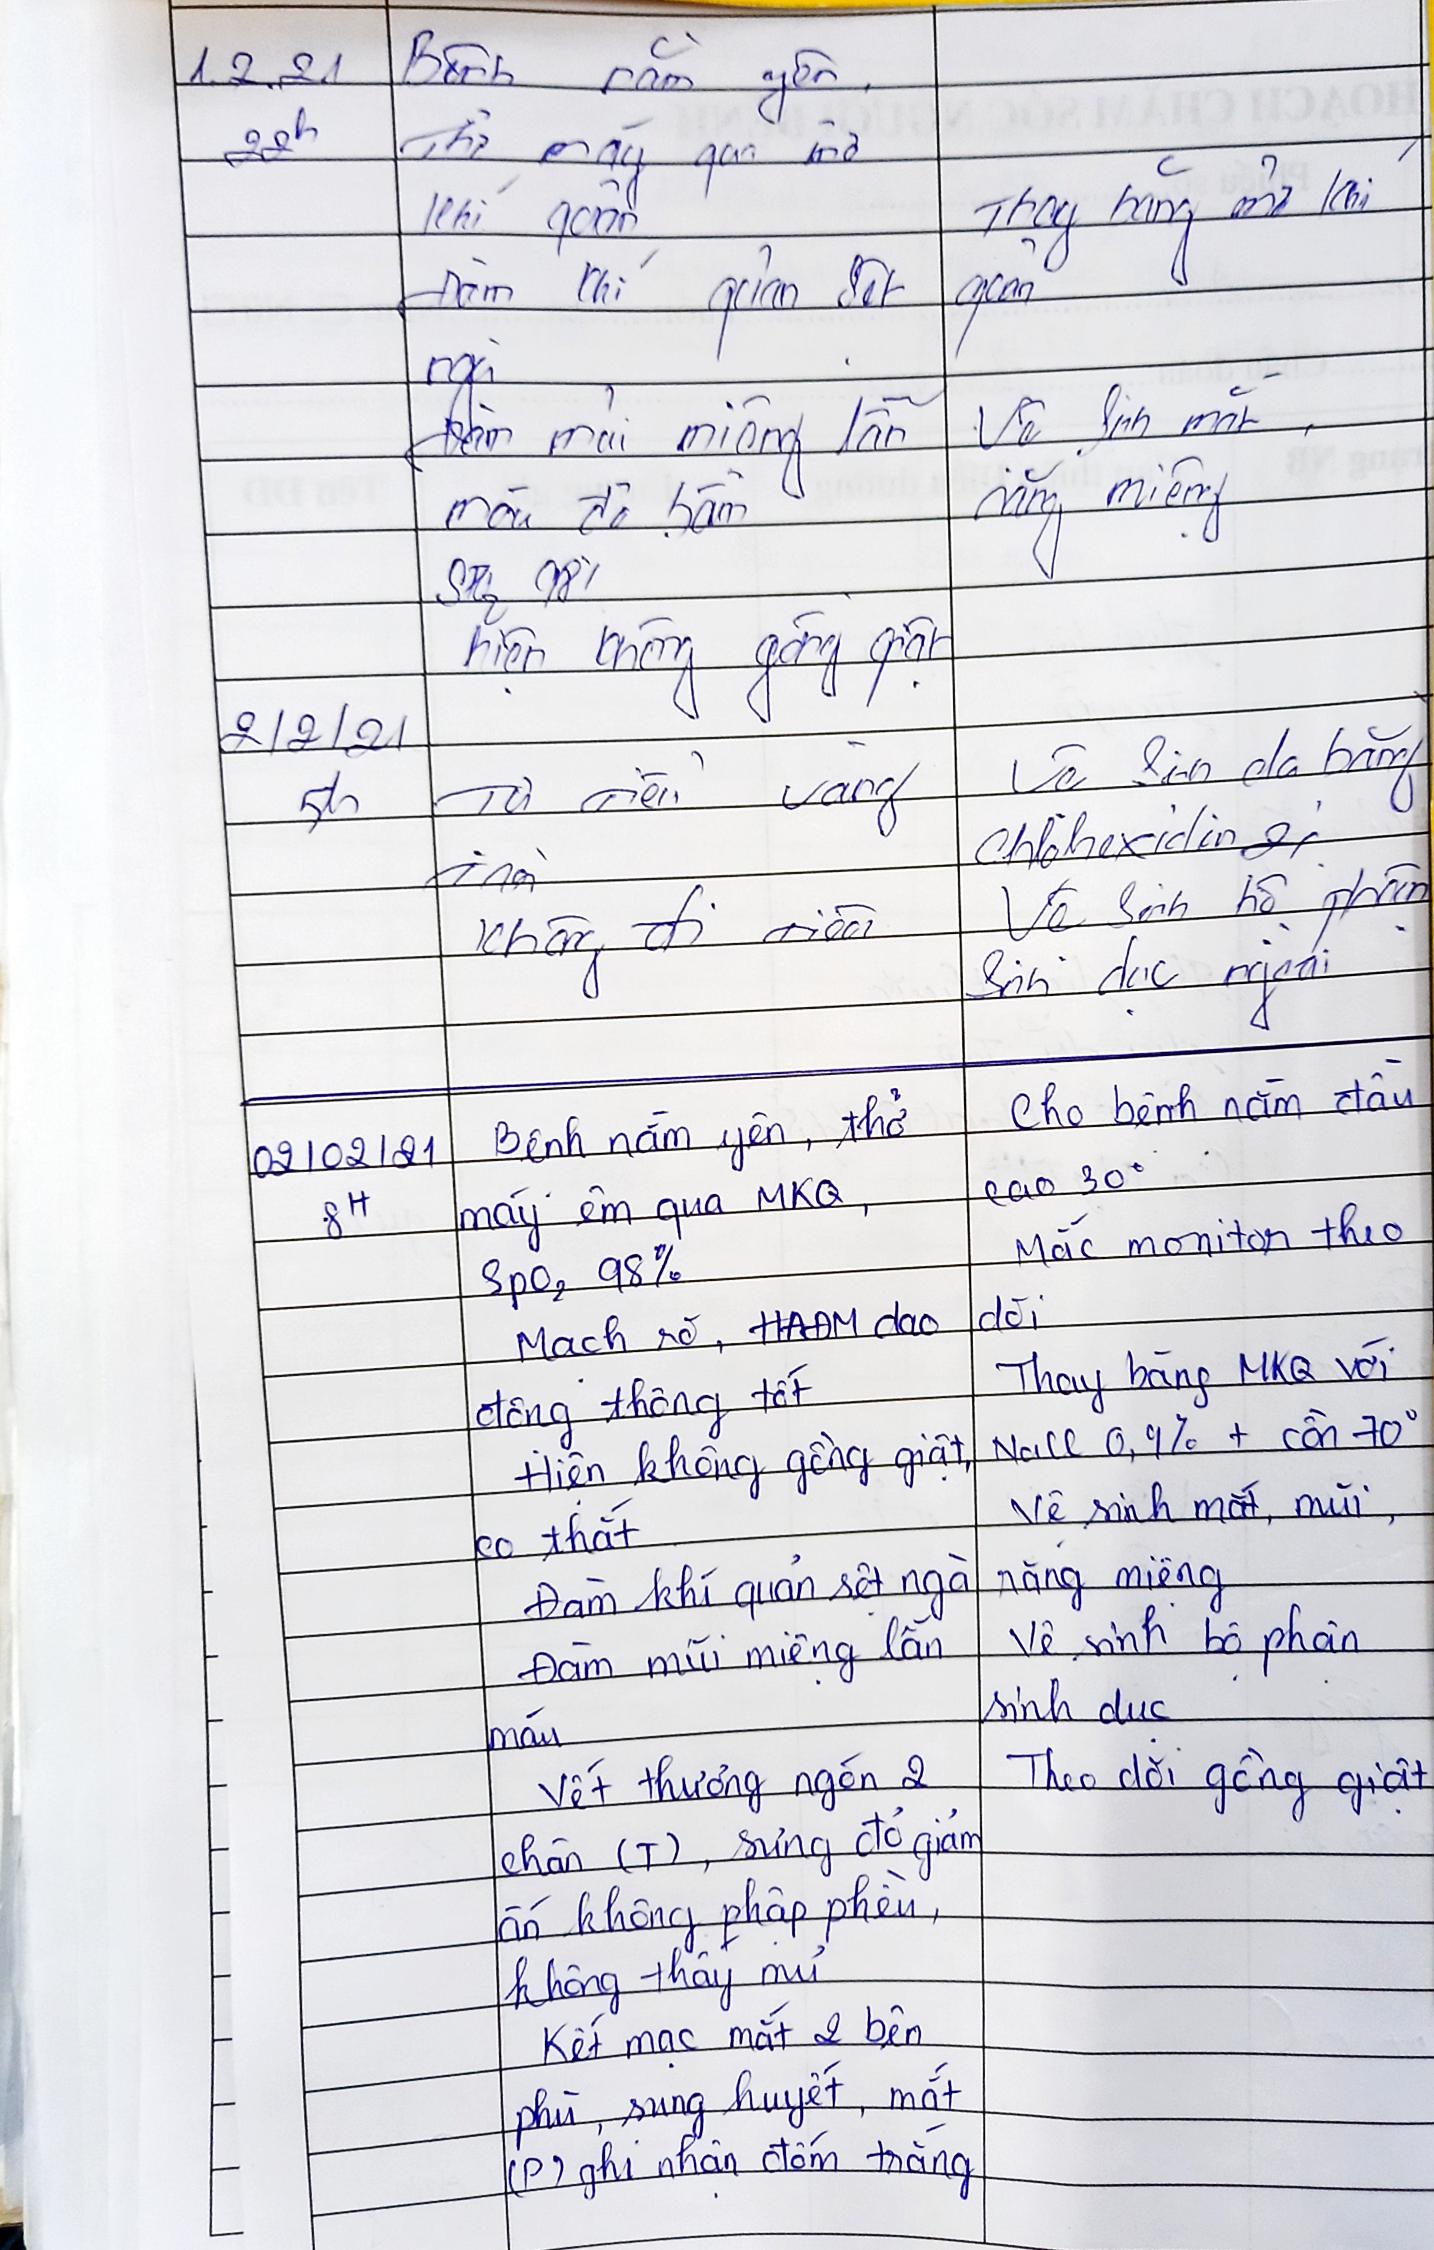 1.2.21
22h
Bệnh nằm yên,
Thở máy qua mở
khí quản
Đàm khí quản sệt
ngà
Đàm mũi miệng lẫn
máu đỏ bầm
SpO2 98%
hiện không gồng giật
Thay băng mở khí
quản
Vệ sinh mắt,
răng miệng
2/2/21
5h
Tự tiểu vàng
trong
Không đi tiêu
Vệ sinh da bằng
Chlohexidin 2%
Vệ sinh bộ phận
sinh dục ngoài
02/02/21
8H
Bệnh nằm yên, thở
máy êm qua MKQ,
SpO2 98%
Mạch rõ, HAĐM dao
động thông tốt
Hiện không gồng giật,
co thắt
Đàm khí quản sệt ngà
Đàm mũi miệng lẫn
máu
Vết thương ngón 2
chân (T), sưng đỏ giảm
ấn không phập phều,
không thấy mủ
Kết mạc mắt 2 bên
phù, sung huyết, mắt
(P) ghi nhận đốm trắng
Cho bệnh nằm đầu
cao 30°
Mắc moniton theo
dõi
Thay băng MKQ với
NaCl 0,9% + cồn 70°
Vệ sinh mắt, mũi,
răng miệng
Vệ sinh bộ phận
sinh dục
Theo dõi gồng giật